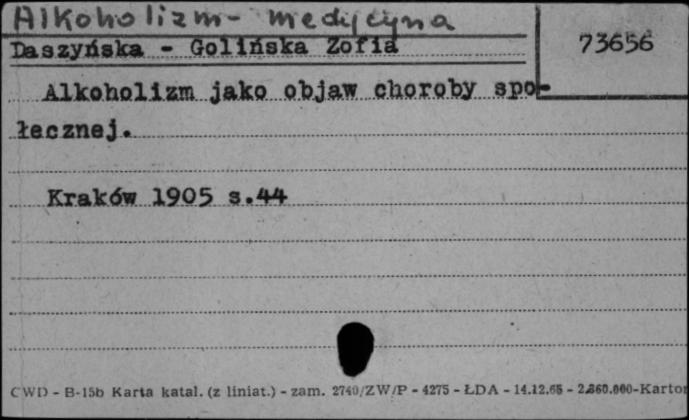 Alkoholizm - medycyna
Daszyńska - Golińska Zofia
73656
Alkoholizm jako objaw choroby spo-
łecznej.
Kraków 1905 s.44
CWD - B-15b Karta katal. (z liniat.) - zam. 2740/ZW/P - 4275 - ŁDA - 14.12.65 - 2.860.000-Karton